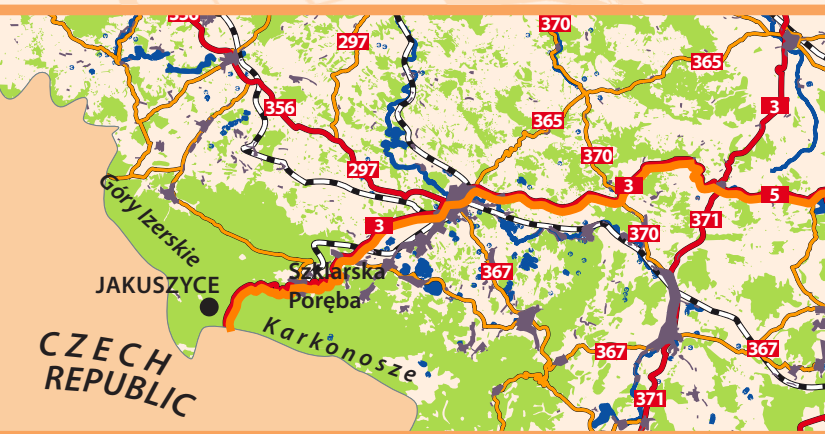 356
370
297
365
3
356
365
370
297
3
5
Góry Izerskie
371
3
370
367
Szklarska
Poręba
JAKUSZYCE
Karkonosze
CZECH
REPUBLIC
367
367
371